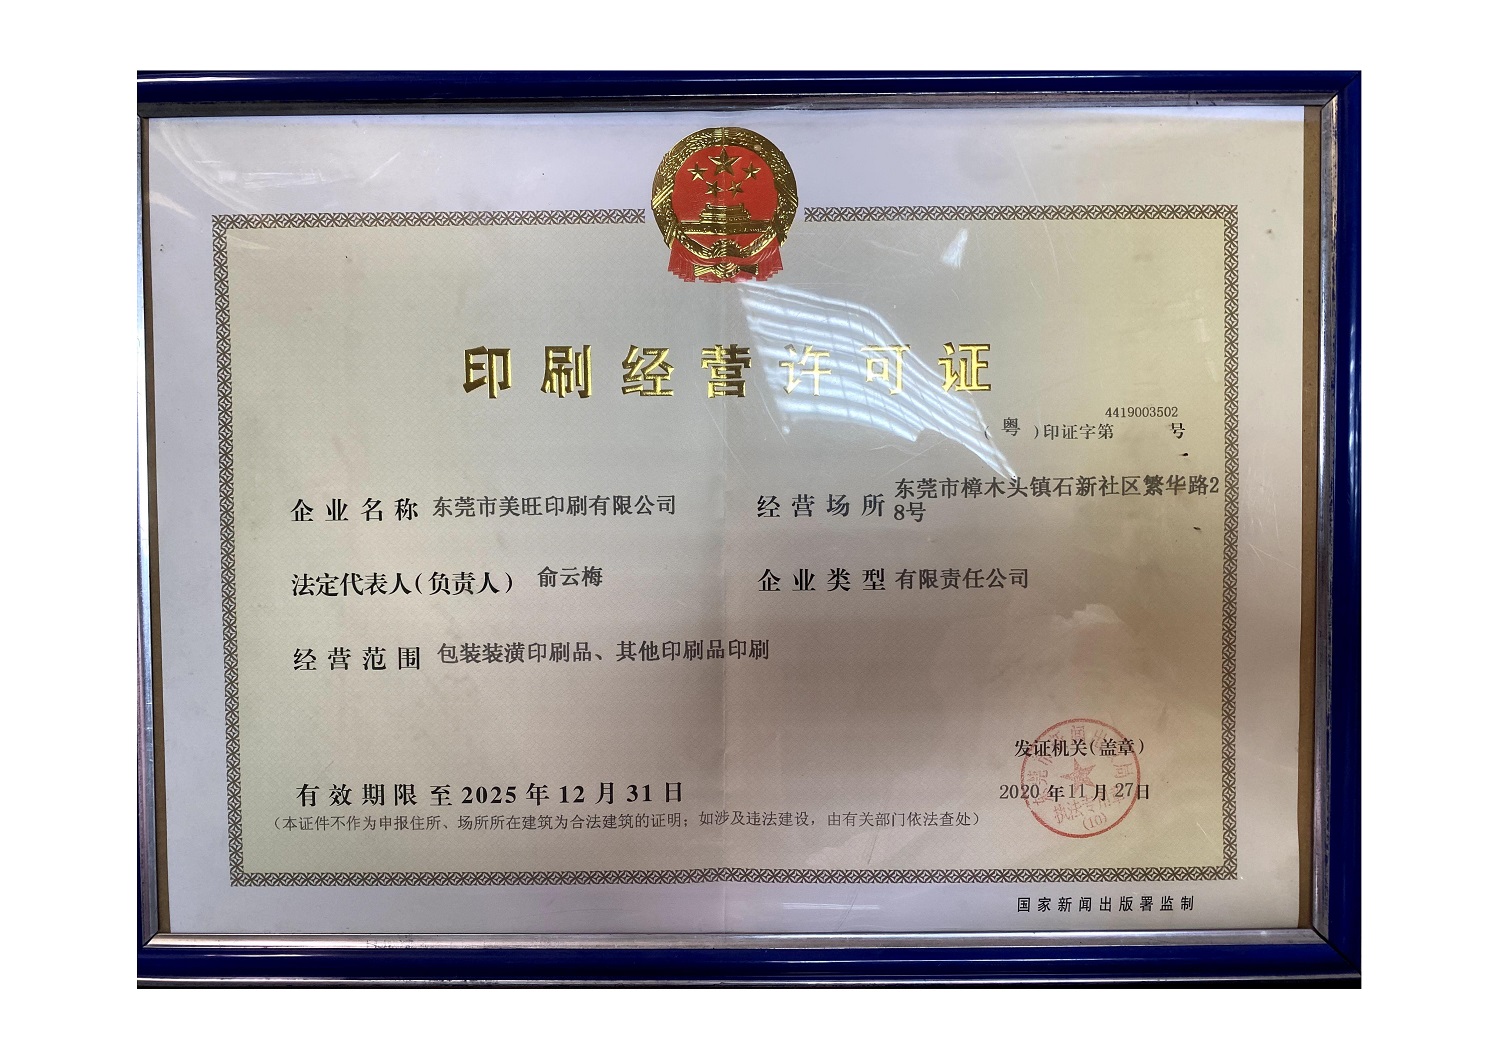 印刷经营许可证
4419003502
(粤)印证字第 号
企业名称 东莞市美旺印刷有限公司
经营场所 东莞市樟木头镇石新社区繁华路2
8号
法定代表人(负责人) 俞云梅
企业类型 有限责任公司
经营范围 包装装潢印刷品、其他印刷品印刷
发证机关(盖章)
2020年11月27日
执法专用
(10)
有效期限至2025年12月31日
(本证件不作为申报住所、场所所在建筑为合法建筑的证明；如涉及违法建设，由有关部门依法查处)
国家新闻出版署监制